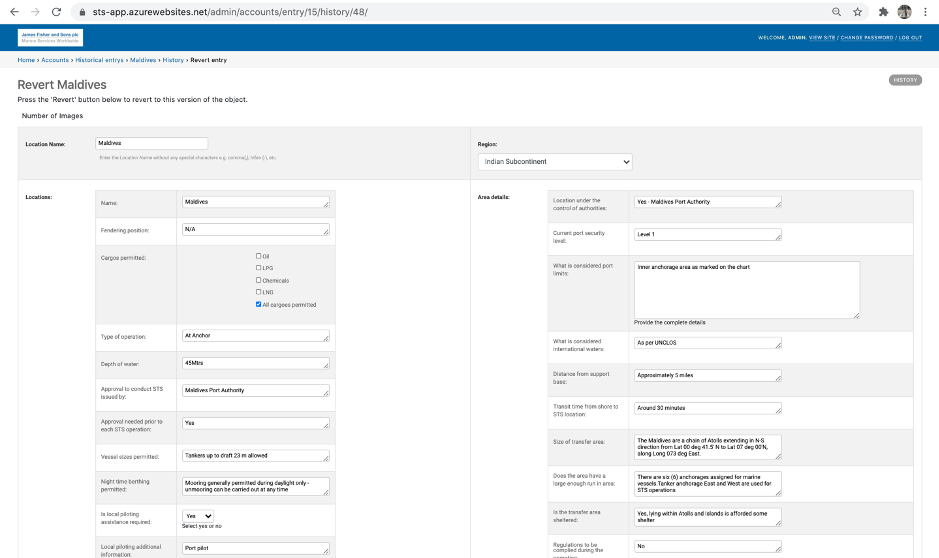 sts-app.azurewebsites.net/admin/accounts/entry/15/history/48/
James Fisher and Sons plc
Marine Services Worldwide
WELCOME, ADMIN. VIEW SITE / CHANGE PASSWORD / LOG OUT
Home › Accounts › Historical entrys › Maldives › History › Revert entry
Revert Maldives
HISTORY
Press the 'Revert' button below to revert to this version of the object.
Number of Images
Location Name:
Maldives
Enter the Location Name without any special characters e.g. comma(,), hifen (-), etc.
Region:
Indian Subcontinent
Locations:
Name:
Maldives
Fendering position:
N/A
Cargos permitted:
Oil
LPG
Chemicals
LNG
All cargoes permitted
Type of operation:
At Anchor
Depth of water:
45Mtrs
Approval to conduct STS
issued by:
Maldives Port Authority
Approval needed prior to
each STS operation:
Yes
Vessel sizes permitted:
Tankers up to draft 23 m allowed
Night time berthing
permitted:
Mooring generally permitted during daylight only -
unmooring can be carried out at any time
Is local piloting
assistance required:
Yes
Select yes or no
Local piloting additional
information:
Port pilot
Area details:
Location under the
control of authorities:
Yes - Maldives Port Authority
Current port security
level:
Level 1
What is considered port
limits:
Inner anchorage area as marked on the chart
Provide the complete details
What is considered
international waters:
As per UNCLOS
Distance from support
base:
Approximately 5 miles
Transit time from shore to
STS location:
Around 30 minutes
Size of transfer area:
The Maldives are a chain of Atolls extending in N-S
direction from Lat 00 deg 41.5' N to Lat 07 deg 00'N,
along Long 073 deg East.
Does the area have a
large enough run in area:
There are six (6) anchorages assigned for marine
vessels.Tanker anchorage East and West are used for
STS operations
Is the transfer area
sheltered:
Yes, lying within Atolls and Islands is afforded some
shelter
Regulations to be
complied during the
No